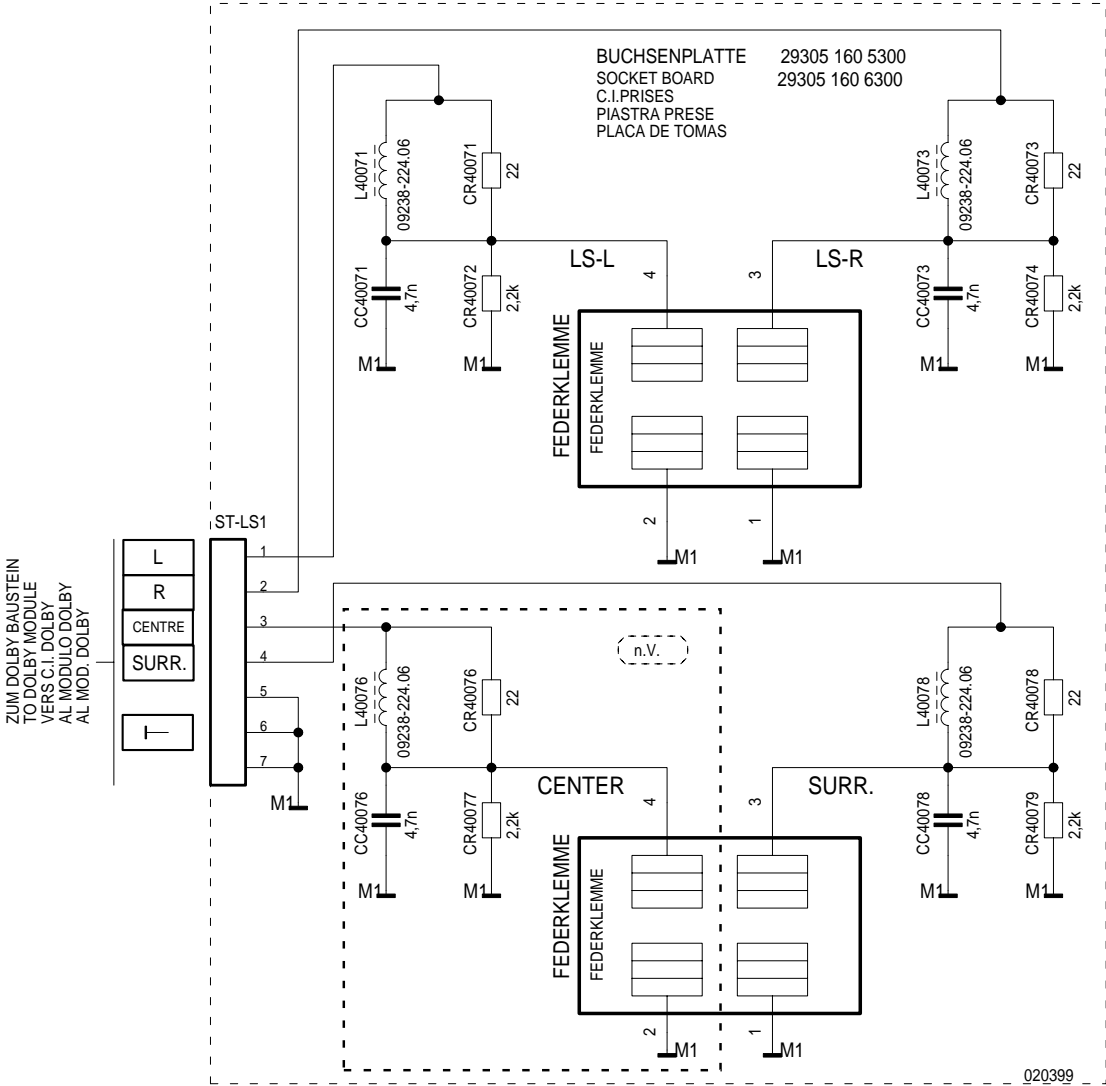 BUCHSENPLATTE 29305 160 5300
SOCKET BOARD 29305 160 6300
C.I.PRISES
PIASTRA PRESE
PLACA DE TOMAS
L40071
09238-224.06
CR40071
22
L40073
09238-224.06
CR40073
22
CC40071
4,7n
CR40072
2,2k
LS-L
4
3
LS-R
CC40073
4,7n
CR40074
2,2k
M1
M1
M1
M1
FEDERKLEMME
FEDERKLEMME
2
1
M1
M1
ST-LS1
ZUM DOLBY BAUSTEIN
TO DOLBY MODULE
VERS C.I. DOLBY
AL MODULO DOLBY
AL MOD. DOLBY
L
R
CENTRE
SURR.
1
2
3
4
5
6
7
M1
n.V.
L40076
09238-224.06
CR40076
22
L40078
09238-224.06
CR40078
22
CC40076
4,7n
CR40077
2,2k
CENTER
4
3
SURR.
CC40078
4,7n
CR40079
2,2k
M1
M1
M1
M1
FEDERKLEMME
FEDERKLEMME
2
1
M1
M1
020399